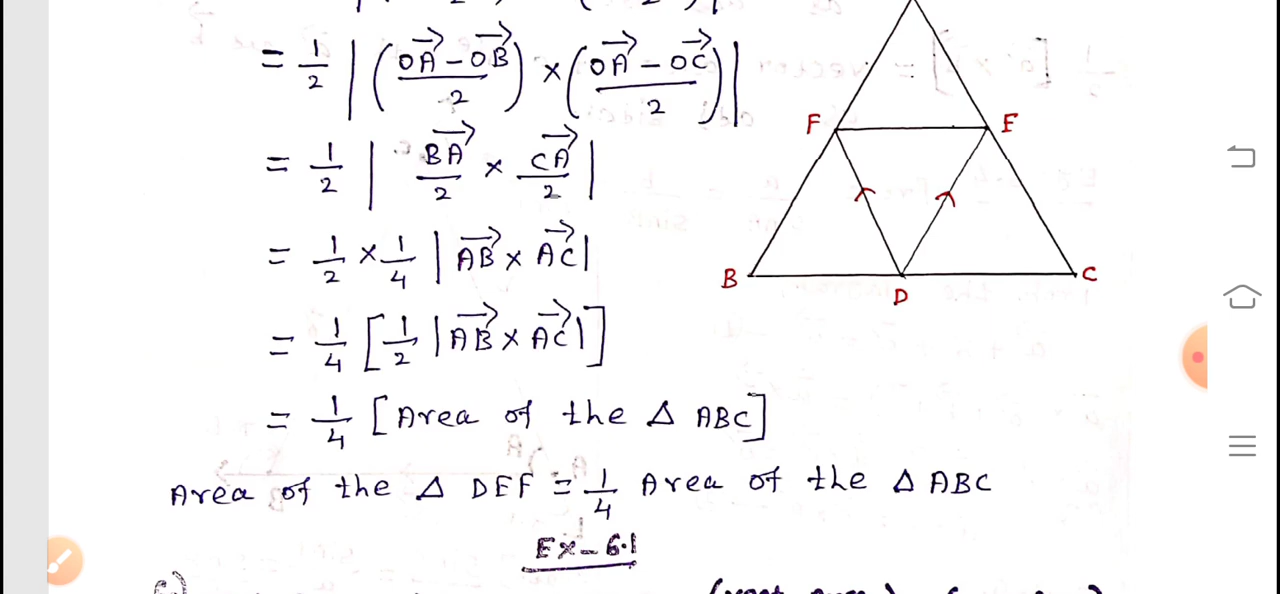 = 1/2 | ((→OA − →OB)/2) × ((→OA − →OC)/2) |
= 1/2 | →BA/2 × →CA/2 |
= 1/2 × 1/4 | →AB × →AC |
= 1/4 [ 1/2 | →AB × →AC | ]
= 1/4 [Area of the Δ ABC]
Area of the Δ DEF = 1/4 Area of the Δ ABC
Ex - 6.1
F
E
B
D
C